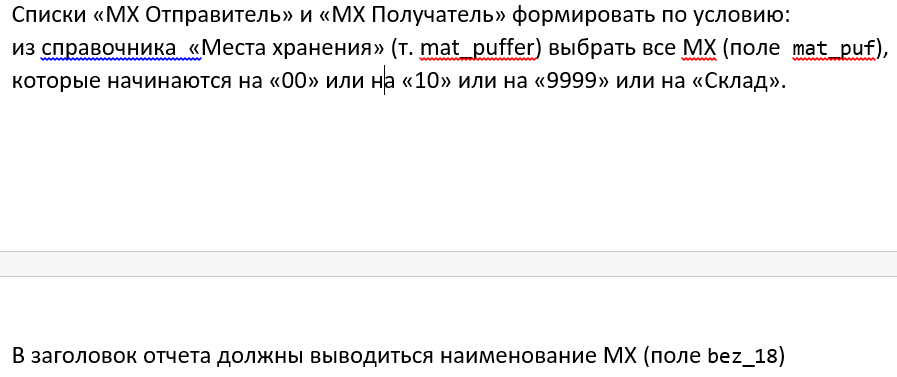 Списки «МХ Отправитель» и «МХ Получатель» формировать по условию:
из справочника «Места хранения» (т. mat_puffer) выбрать все МХ (поле mat_puf),
которые начинаются на «00» или на «10» или на «9999» или на «Склад».
В заголовок отчета должны выводиться наименование МХ (поле bez_18)